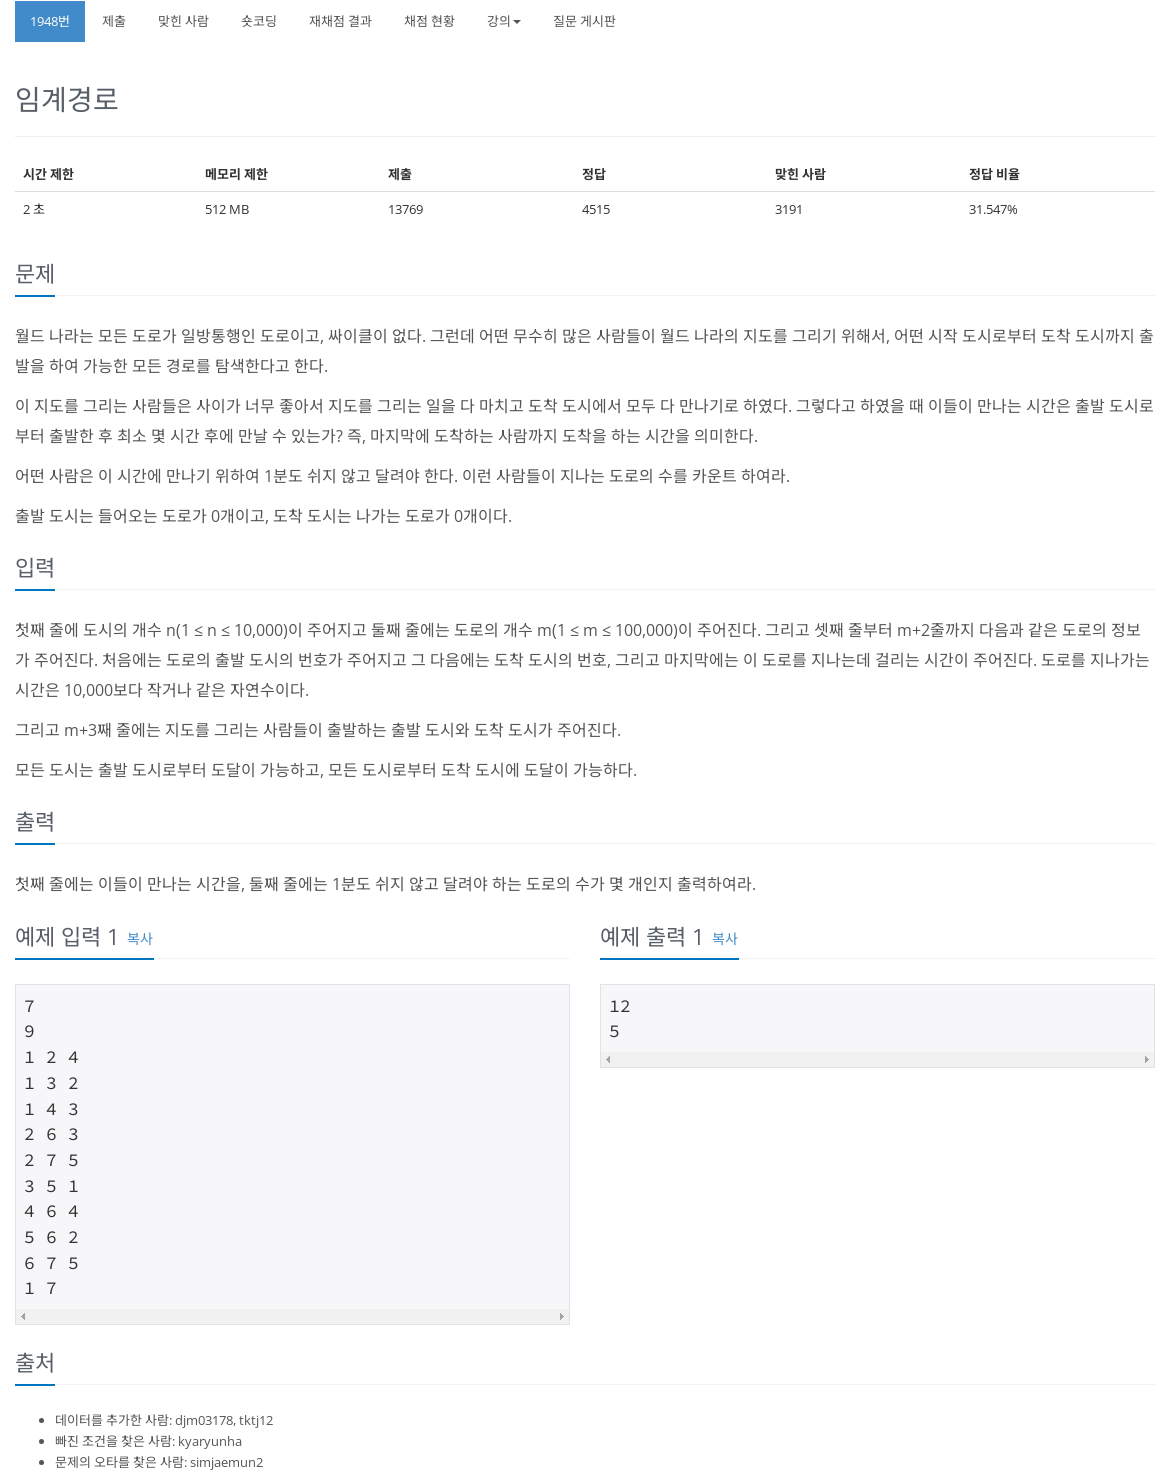 1948번 제출 맞힌 사람 숏코딩 재채점 결과 채점 현황 강의 질문 게시판
임계경로
시간 제한 메모리 제한 제출 정답 맞힌 사람 정답 비율
2 초 512 MB 13769 4515 3191 31.547%
문제
월드 나라는 모든 도로가 일방통행인 도로이고, 싸이클이 없다. 그런데 어떤 무수히 많은 사람들이 월드 나라의 지도를 그리기 위해서, 어떤 시작 도시로부터 도착 도시까지 출
발을 하여 가능한 모든 경로를 탐색한다고 한다.
이 지도를 그리는 사람들은 사이가 너무 좋아서 지도를 그리는 일을 다 마치고 도착 도시에서 모두 다 만나기로 하였다. 그렇다고 하였을 때 이들이 만나는 시간은 출발 도시로
부터 출발한 후 최소 몇 시간 후에 만날 수 있는가? 즉, 마지막에 도착하는 사람까지 도착을 하는 시간을 의미한다.
어떤 사람은 이 시간에 만나기 위하여 1분도 쉬지 않고 달려야 한다. 이런 사람들이 지나는 도로의 수를 카운트 하여라.
출발 도시는 들어오는 도로가 0개이고, 도착 도시는 나가는 도로가 0개이다.
입력
첫째 줄에 도시의 개수 n(1 ≤ n ≤ 10,000)이 주어지고 둘째 줄에는 도로의 개수 m(1 ≤ m ≤ 100,000)이 주어진다. 그리고 셋째 줄부터 m+2줄까지 다음과 같은 도로의 정보
가 주어진다. 처음에는 도로의 출발 도시의 번호가 주어지고 그 다음에는 도착 도시의 번호, 그리고 마지막에는 이 도로를 지나는데 걸리는 시간이 주어진다. 도로를 지나가는
시간은 10,000보다 작거나 같은 자연수이다.
그리고 m+3째 줄에는 지도를 그리는 사람들이 출발하는 출발 도시와 도착 도시가 주어진다.
모든 도시는 출발 도시로부터 도달이 가능하고, 모든 도시로부터 도착 도시에 도달이 가능하다.
출력
첫째 줄에는 이들이 만나는 시간을, 둘째 줄에는 1분도 쉬지 않고 달려야 하는 도로의 수가 몇 개인지 출력하여라.
예제 입력 1 복사
7
9
1 2 4
1 3 2
1 4 3
2 6 3
2 7 5
3 5 1
4 6 4
5 6 2
6 7 5
1 7
예제 출력 1 복사
12
5
출처
데이터를 추가한 사람: djm03178, tktj12
빠진 조건을 찾은 사람: kyaryunha
문제의 오타를 찾은 사람: simjaemun2